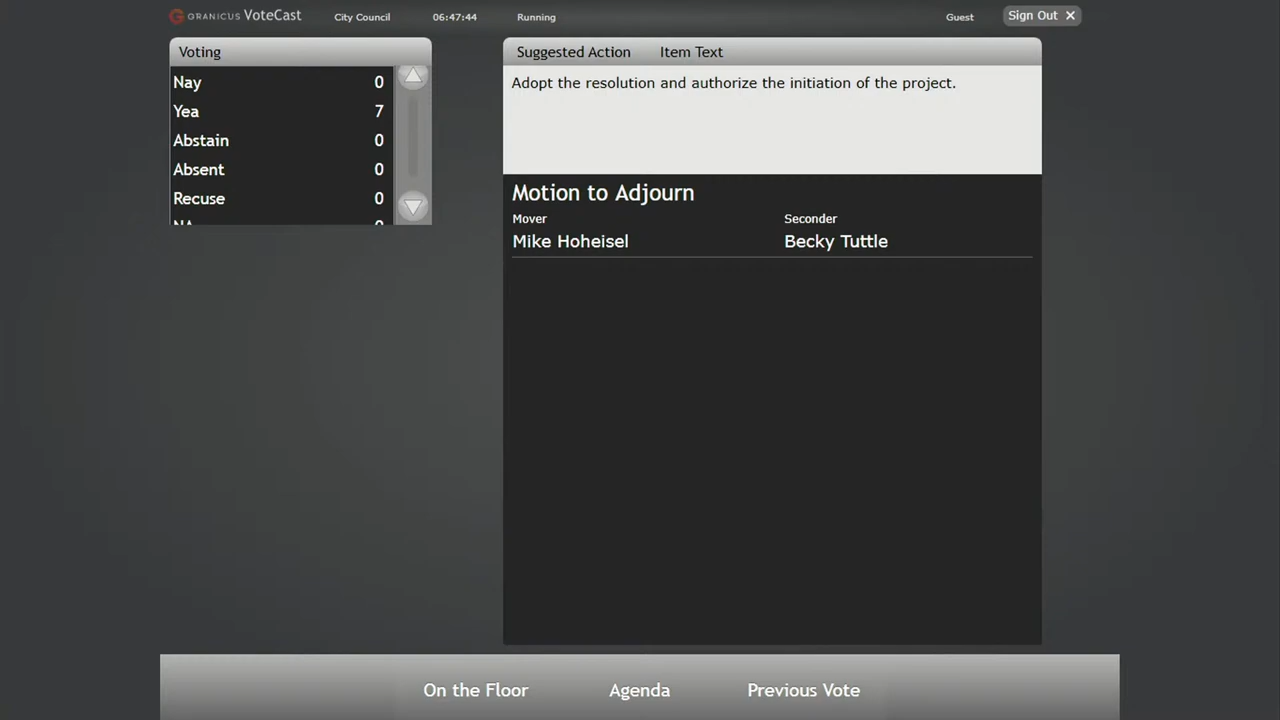 GRANICUS VoteCast City Council 06:47:44 Running Guest Sign Out X
Voting
Nay 0
Yea 7
Abstain 0
Absent 0
Recuse 0
Suggested Action Item Text
Adopt the resolution and authorize the initiation of the project.
Motion to Adjourn
Mover Seconder
Mike Hoheisel Becky Tuttle
On the Floor Agenda Previous Vote